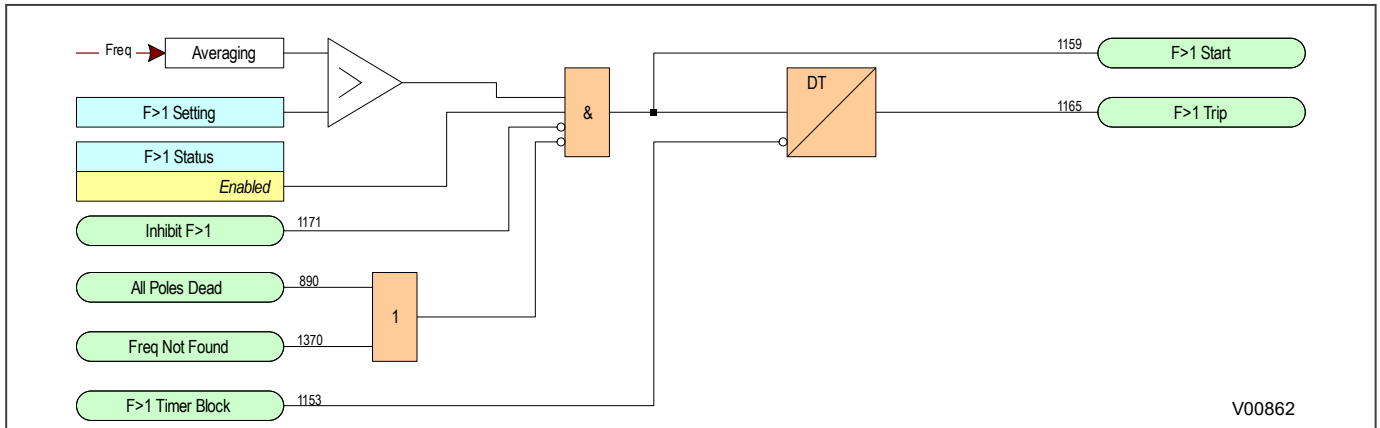 Freq
Averaging
1159
F>1 Start
>
DT
F>1 Setting
&
1165
F>1 Trip
F>1 Status
Enabled
Inhibit F>1
1171
All Poles Dead
890
1
Freq Not Found
1370
F>1 Timer Block
1153
V00862